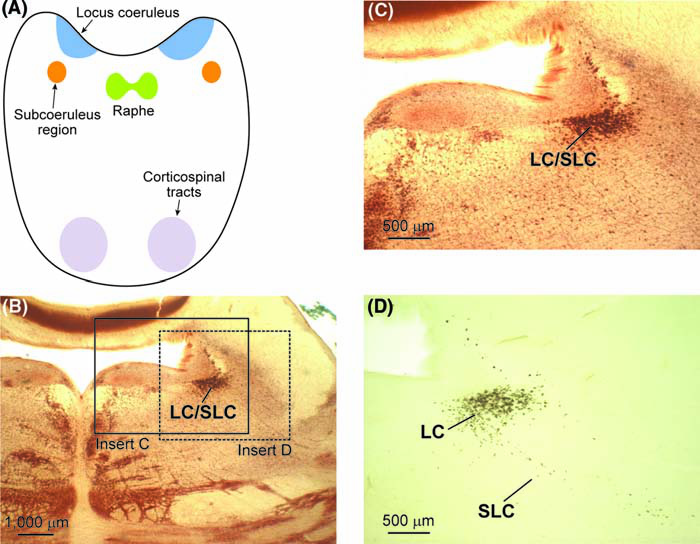 (A)
Locus coeruleus
Subcoeruleus
region
Raphe
Corticospinal
tracts
(B)
LC/SLC
Insert C
Insert D
1,000 µm
(C)
LC/SLC
500 µm
(D)
LC
SLC
500 µm